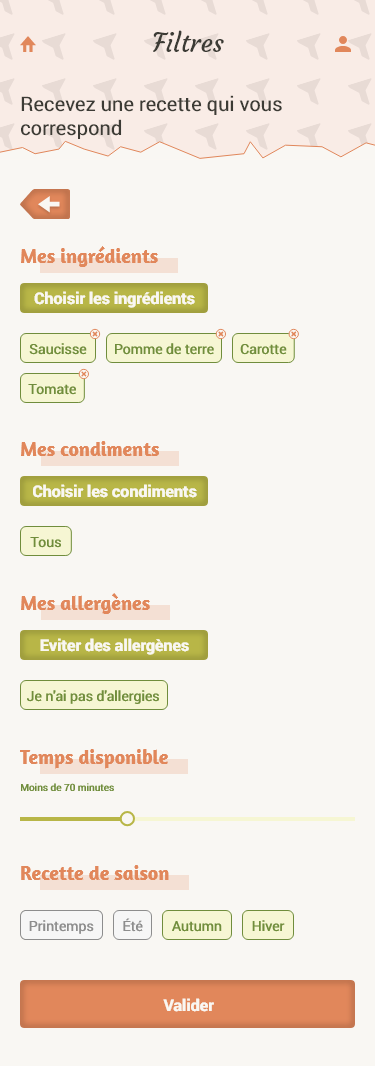 Filtres
Recevez une recette qui vous
correspond
Mes ingrédients
Choisir les ingrédients
Saucisse Pomme de terre Carotte
Tomate
Mes condiments
Choisir les condiments
Tous
Mes allergènes
Eviter des allergènes
Je n'ai pas d'allergies
Temps disponible
Moins de 70 minutes
Recette de saison
Printemps Été Autumn Hiver
Valider